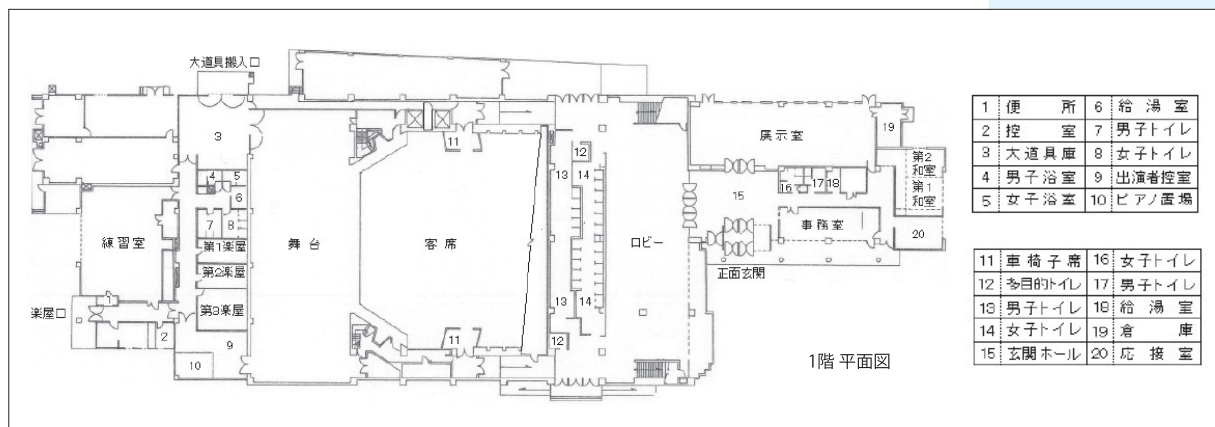 大道具搬入口
3
11
19
展示室
12
第2和室
4
5
13
14
16
17
18
15
第1和室
6
7
8
事務室
20
練習室
舞台
客席
ロビー
第1楽屋
第2楽屋
正面玄関
第3楽屋
13
14
楽屋口
1
2
9
11
12
10
1階 平面図
1 便所 6 給湯室
2 控室 7 男子トイレ
3 大道具庫 8 女子トイレ
4 男子浴室 9 出演者控室
5 女子浴室 10 ピアノ置場
11 車椅子席 16 女子トイレ
12 多目的トイレ 17 男子トイレ
13 男子トイレ 18 給湯室
14 女子トイレ 19 倉庫
15 玄関ホール 20 応接室